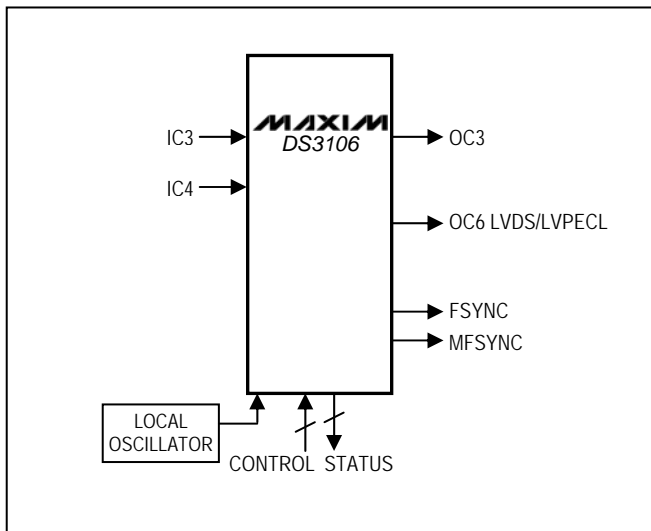 MAXIM
DS3106
IC3
OC3
IC4
OC6 LVDS/LVPECL
FSYNC
MFSYNC
LOCAL
OSCILLATOR
CONTROL STATUS